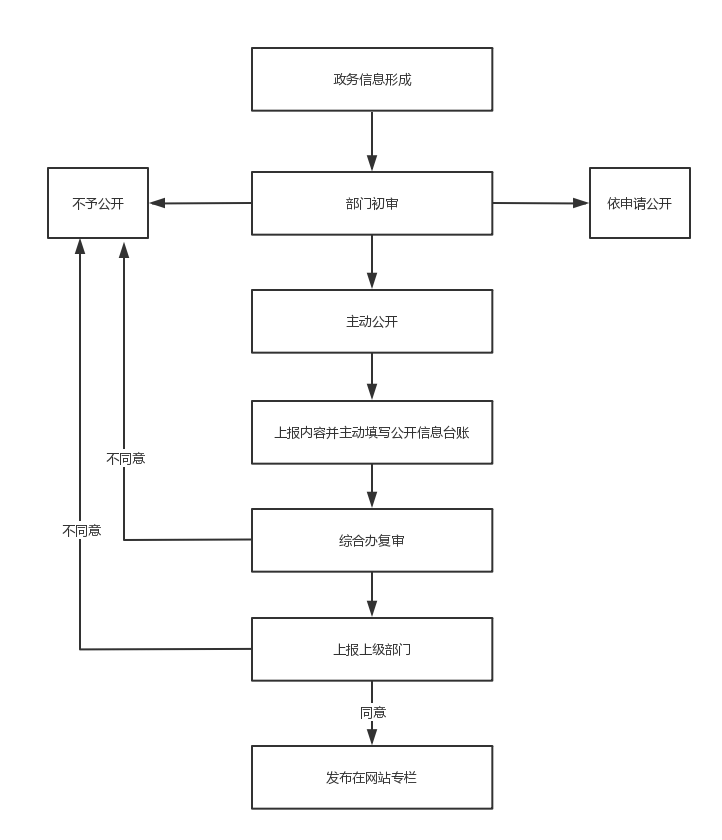 政务信息形成
不予公开
部门初审
依申请公开
主动公开
上报内容并主动填写公开信息台账
不同意
不同意
综合办复审
上报上级部门
同意
发布在网站专栏